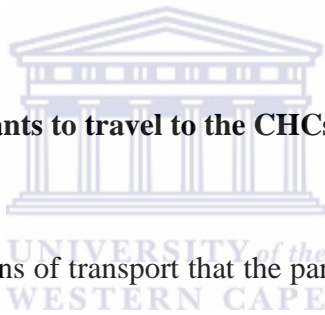 ants to travel to the CHCs
UNIVERSITY of the
ns of transport that the par
WESTERN CAPE